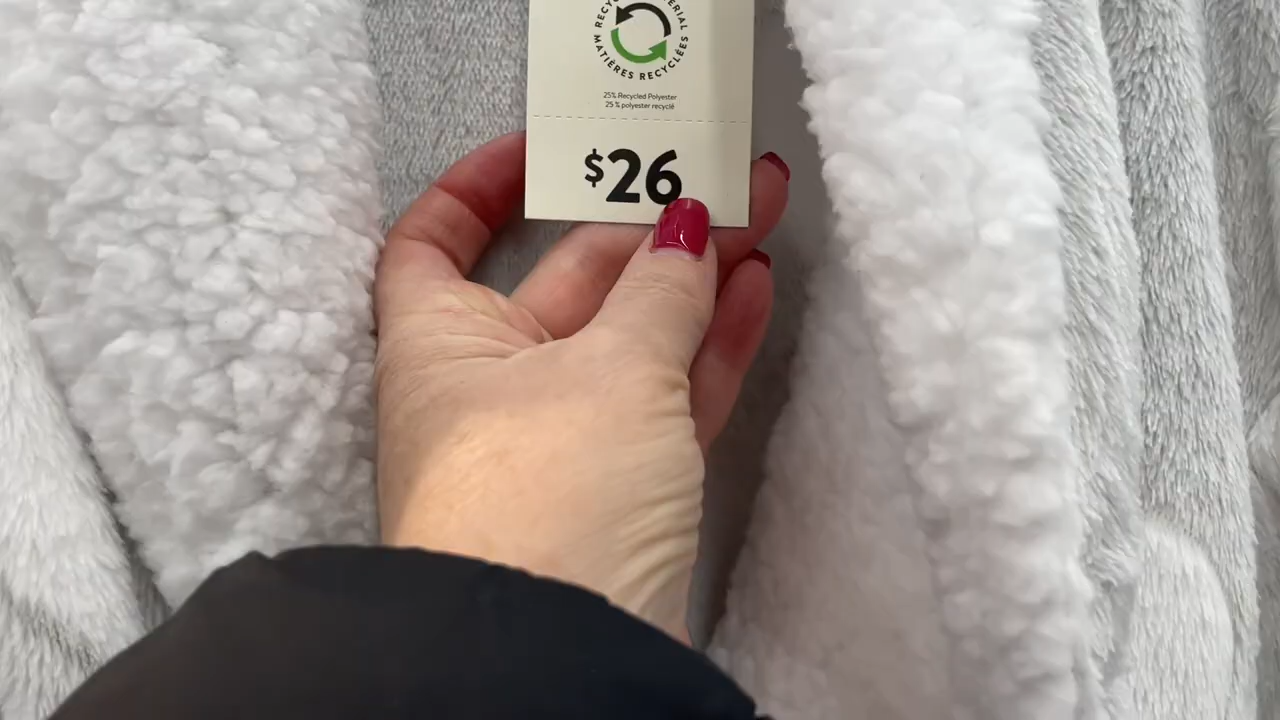 MATIÈRES RECYCLÉES
25% Recycled Polyester
25 % polyester recyclé
$26